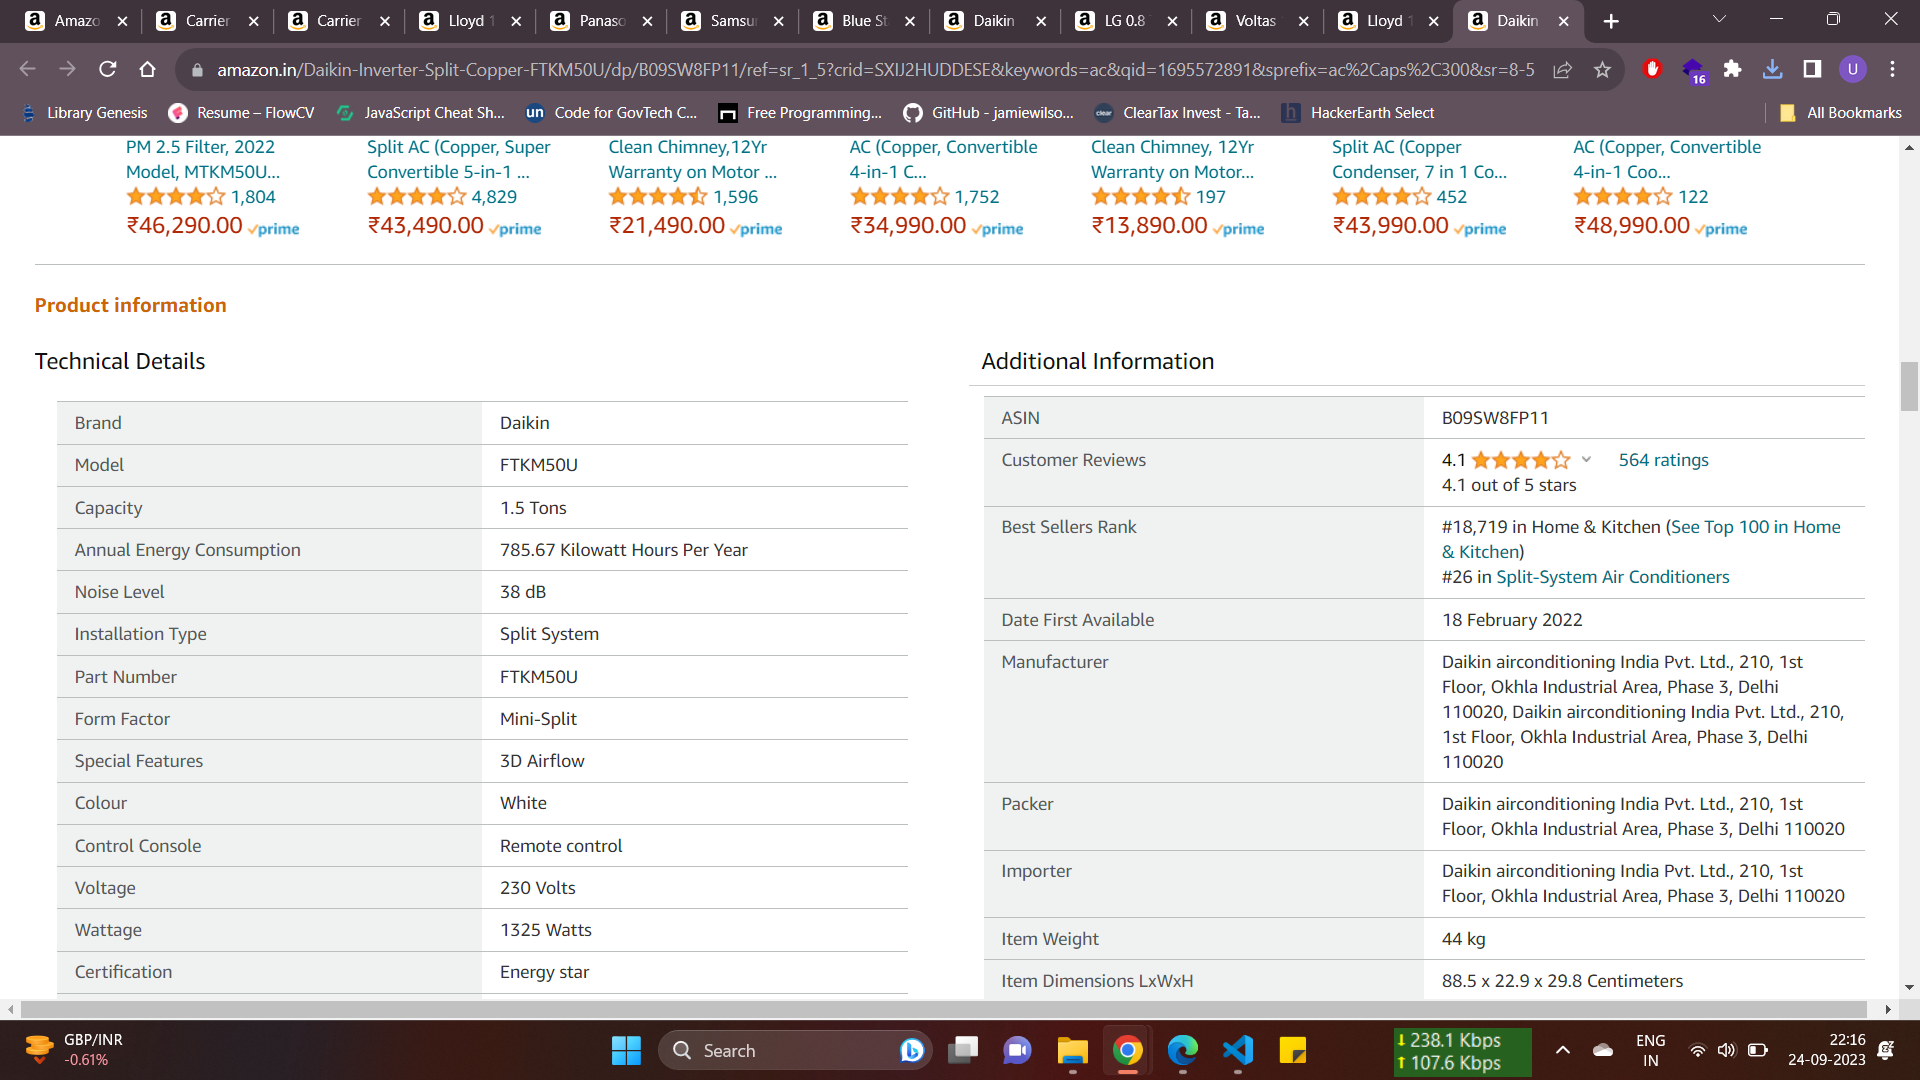 Amazo
Carrier
Carrier
Lloyd 1
Panaso
Samsu
Blue St
Daikin
LG 0.8
Voltas
Lloyd 1
Daikin
amazon.in/Daikin-Inverter-Split-Copper-FTKM50U/dp/B09SW8FP11/ref=sr_1_5?crid=SXIJ2HUDDESE&keywords=ac&qid=1695572891&sprefix=ac%2Caps%2C300&sr=8-5
16
U
Library Genesis
Resume – FlowCV
JavaScript Cheat Sh...
un
Code for GovTech C...
Free Programming...
GitHub - jamiewilso...
clear
ClearTax Invest - Ta...
h
HackerEarth Select
All Bookmarks
PM 2.5 Filter, 2022
Model, MTKM50U...
1,804
₹46,290.00 prime
Split AC (Copper, Super
Convertible 5-in-1 ...
4,829
₹43,490.00 prime
Clean Chimney,12Yr
Warranty on Motor ...
1,596
₹21,490.00 prime
AC (Copper, Convertible
4-in-1 C...
1,752
₹34,990.00 prime
Clean Chimney, 12Yr
Warranty on Motor...
197
₹13,890.00 prime
Split AC (Copper
Condenser, 7 in 1 Co...
452
₹43,990.00 prime
AC (Copper, Convertible
4-in-1 Coo...
122
₹48,990.00 prime
Product information
Technical Details
Brand Daikin
Model FTKM50U
Capacity 1.5 Tons
Annual Energy Consumption 785.67 Kilowatt Hours Per Year
Noise Level 38 dB
Installation Type Split System
Part Number FTKM50U
Form Factor Mini-Split
Special Features 3D Airflow
Colour White
Control Console Remote control
Voltage 230 Volts
Wattage 1325 Watts
Certification Energy star
Additional Information
ASIN B09SW8FP11
Customer Reviews 4.1 564 ratings
4.1 out of 5 stars
Best Sellers Rank #18,719 in Home & Kitchen (See Top 100 in Home
& Kitchen)
#26 in Split-System Air Conditioners
Date First Available 18 February 2022
Manufacturer Daikin airconditioning India Pvt. Ltd., 210, 1st
Floor, Okhla Industrial Area, Phase 3, Delhi
110020, Daikin airconditioning India Pvt. Ltd., 210,
1st Floor, Okhla Industrial Area, Phase 3, Delhi
110020
Packer Daikin airconditioning India Pvt. Ltd., 210, 1st
Floor, Okhla Industrial Area, Phase 3, Delhi 110020
Importer Daikin airconditioning India Pvt. Ltd., 210, 1st
Floor, Okhla Industrial Area, Phase 3, Delhi 110020
Item Weight 44 kg
Item Dimensions LxWxH 88.5 x 22.9 x 29.8 Centimeters
GBP/INR
-0.61%
Search
238.1 Kbps
107.6 Kbps
ENG
IN
22:16
24-09-2023